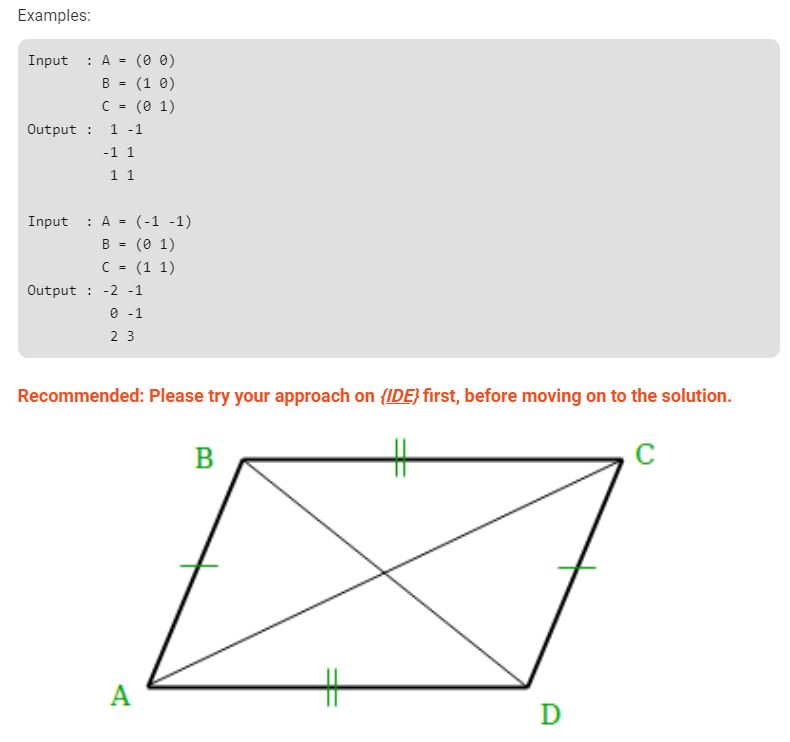 Examples:
Input  : A = (0 0)
         B = (1 0)
         C = (0 1)
Output :  1 -1
         -1 1
          1 1
Input  : A = (-1 -1)
         B = (0 1)
         C = (1 1)
Output : -2 -1
          0 -1
          2 3
Recommended: Please try your approach on {IDE} first, before moving on to the solution.
B
C
A
D